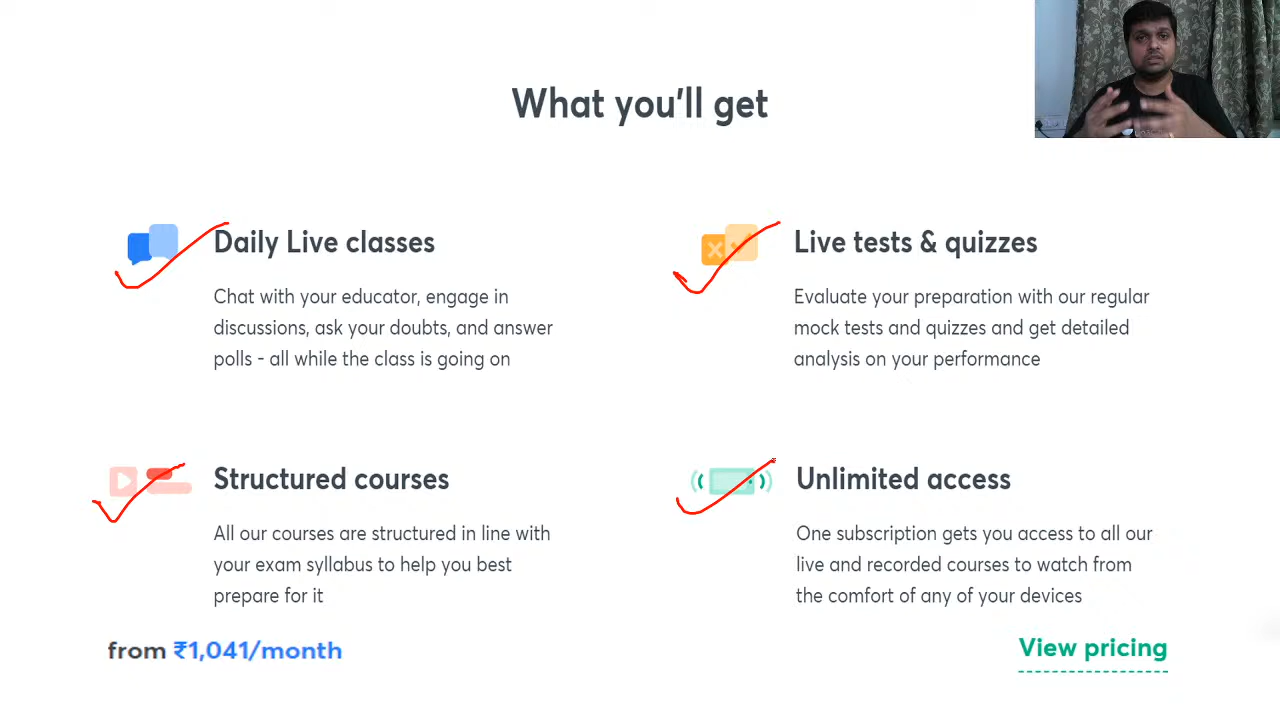 What you'll get
Daily Live classes
Chat with your educator, engage in
discussions, ask your doubts, and answer
polls - all while the class is going on
Live tests & quizzes
Evaluate your preparation with our regular
mock tests and quizzes and get detailed
analysis on your performance
Structured courses
All our courses are structured in line with
your exam syllabus to help you best
prepare for it
Unlimited access
One subscription gets you access to all our
live and recorded courses to watch from
the comfort of any of your devices
from ₹1,041/month
View pricing